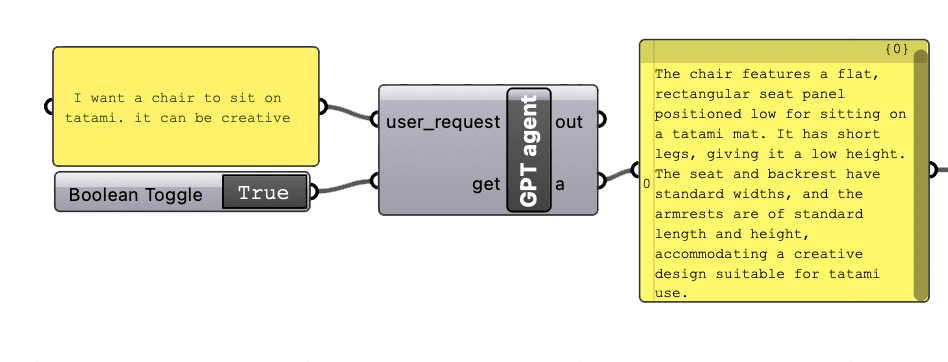 I want a chair to sit on
tatami. it can be creative
Boolean Toggle True
user_request
get
GPT agent
out
a
{0}
0
The chair features a flat,
rectangular seat panel
positioned low for sitting on
a tatami mat. It has short
legs, giving it a low height.
The seat and backrest have
standard widths, and the
armrests are of standard
length and height,
accommodating a creative
design suitable for tatami
use.